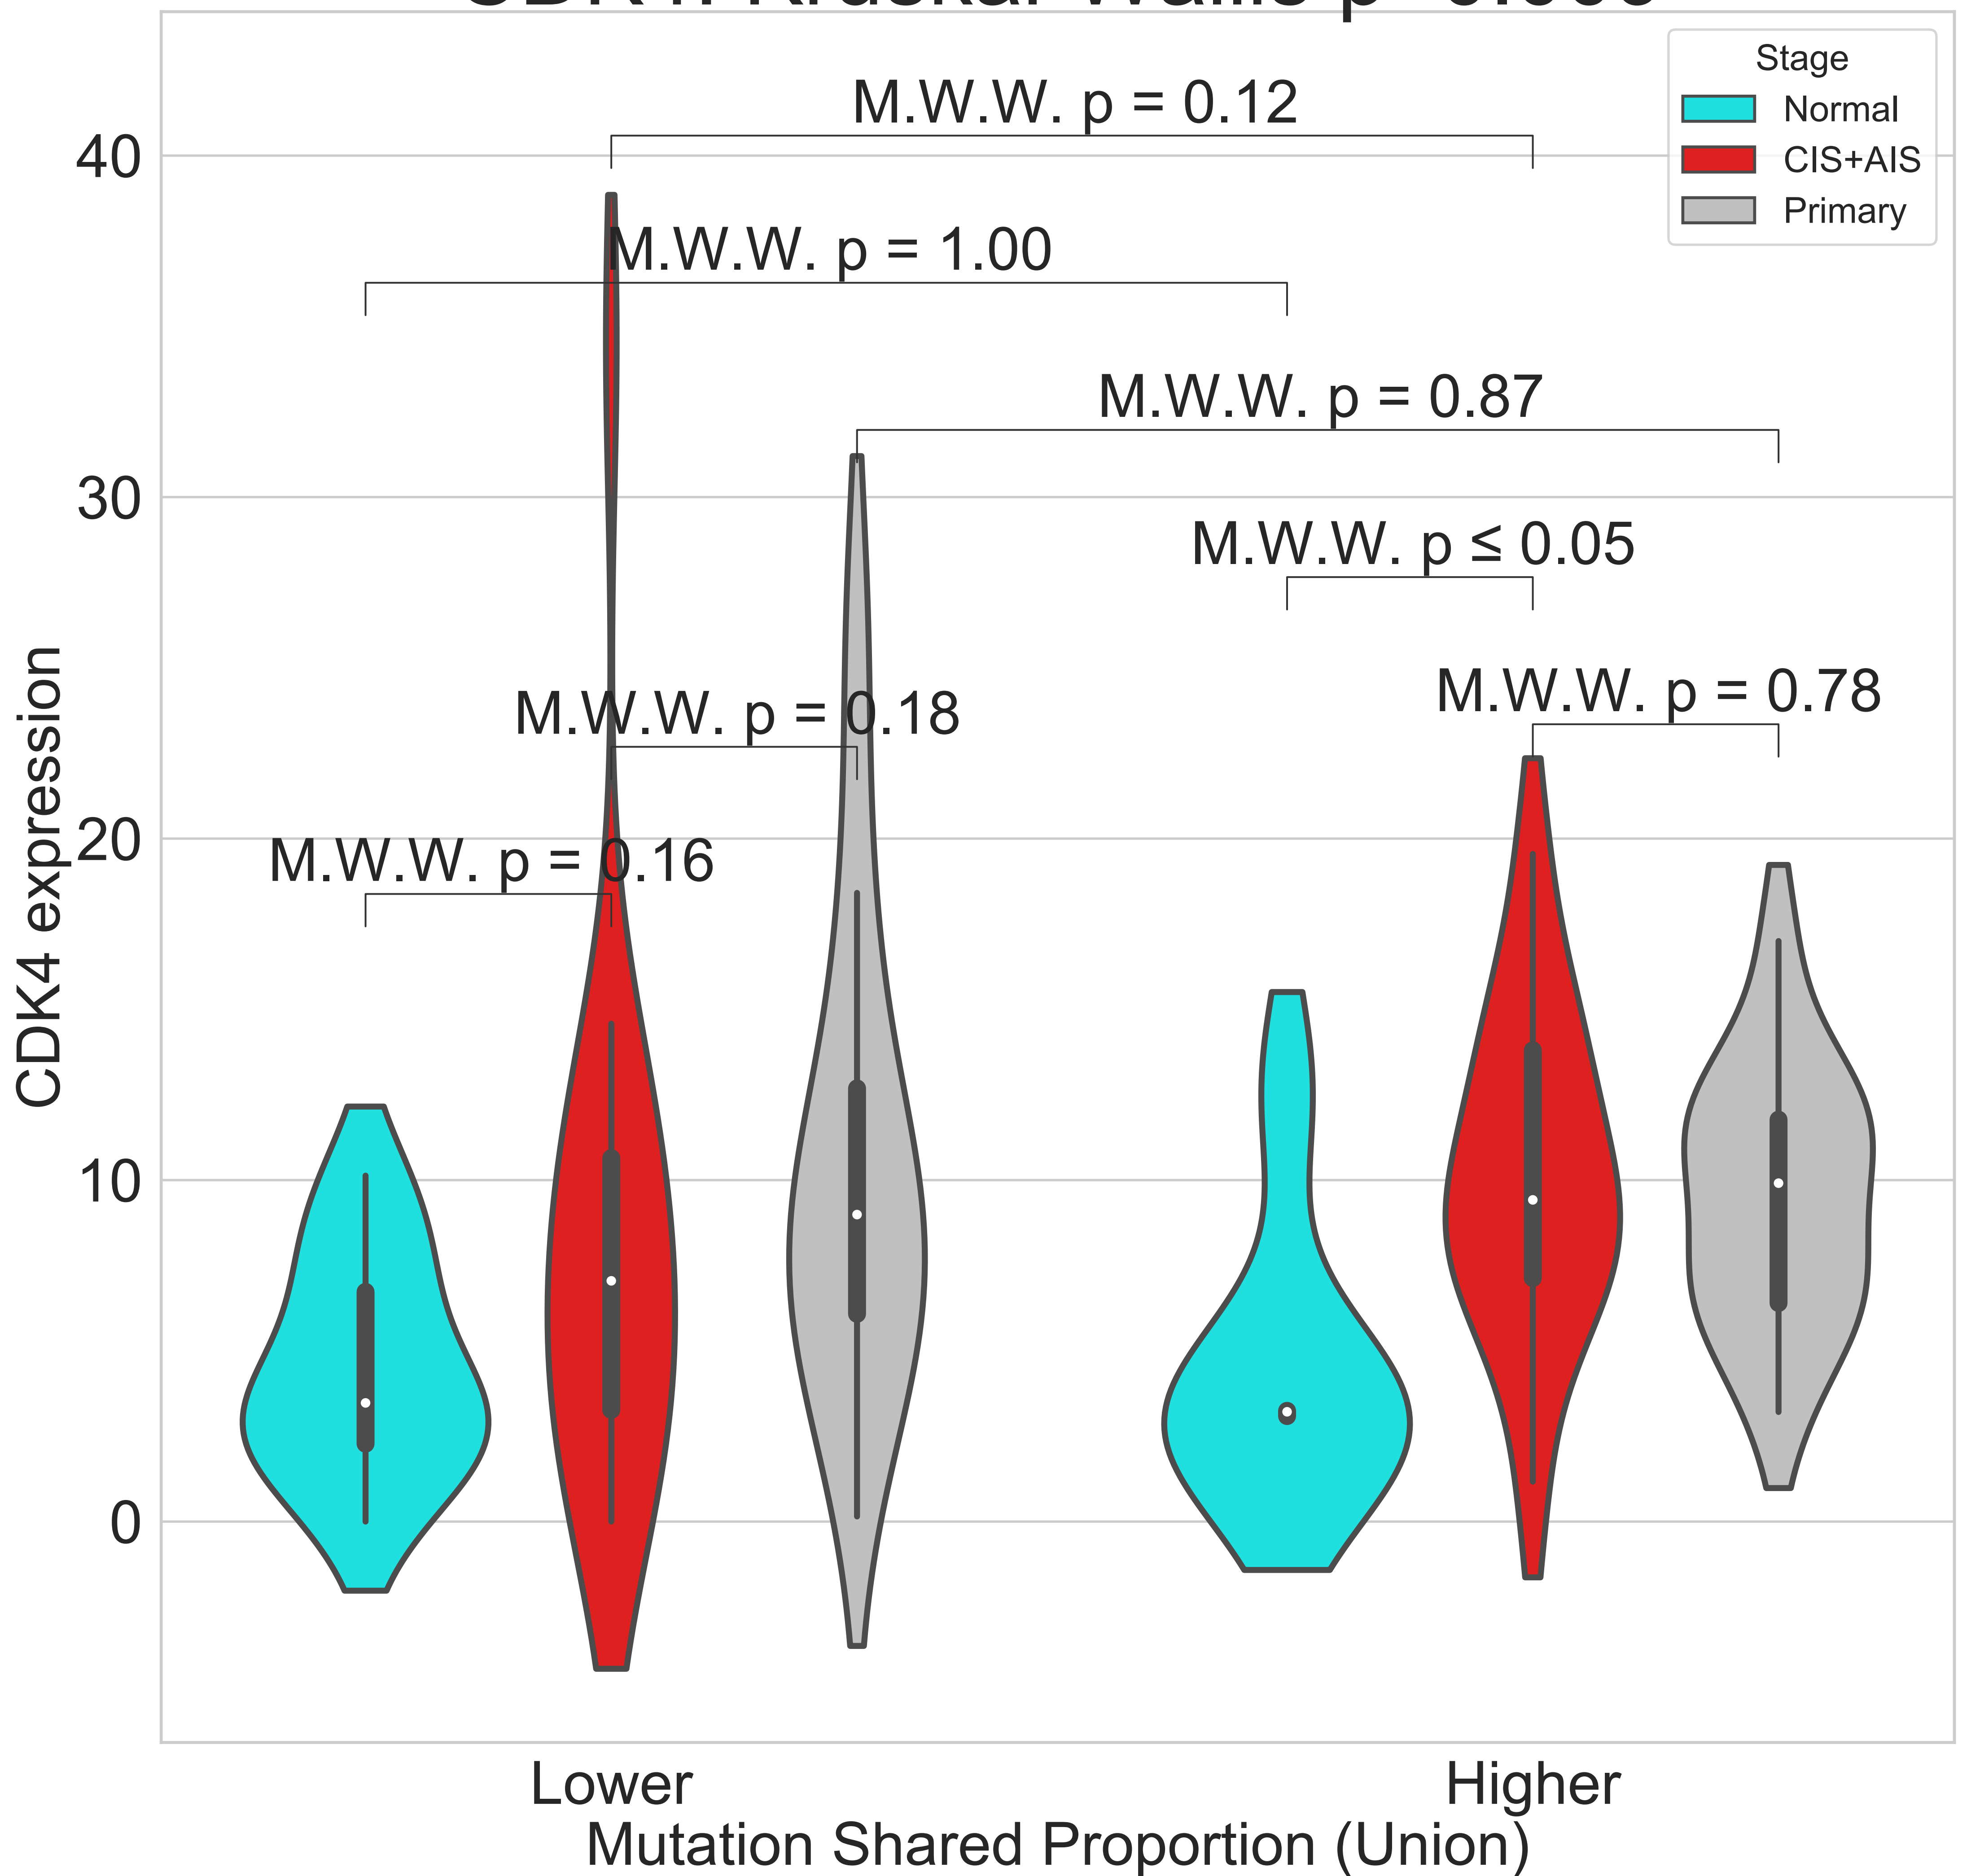 Stage
Normal
CIS+AIS
Primary
M.W.W. p = 0.12
M.W.W. p = 1.00
M.W.W. p = 0.87
M.W.W. p ≤ 0.05
M.W.W. p = 0.78
M.W.W. p = 0.18
M.W.W. p = 0.16
40
30
20
10
0
CDK4 expression
Lower
Higher
Mutation Shared Proportion (Union)